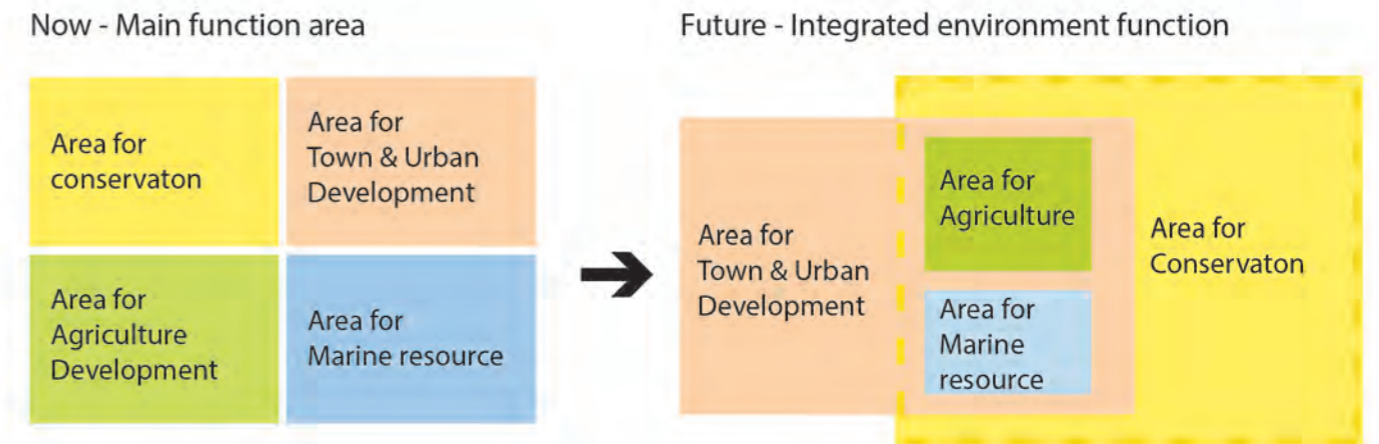 Now - Main function area
Area for
conservaton
Area for
Town & Urban
Development
Area for
Agriculture
Development
Area for
Marine resource
Future - Integrated environment function
Area for
Town & Urban
Development
Area for
Agriculture
Area for
Marine
resource
Area for
Conservaton